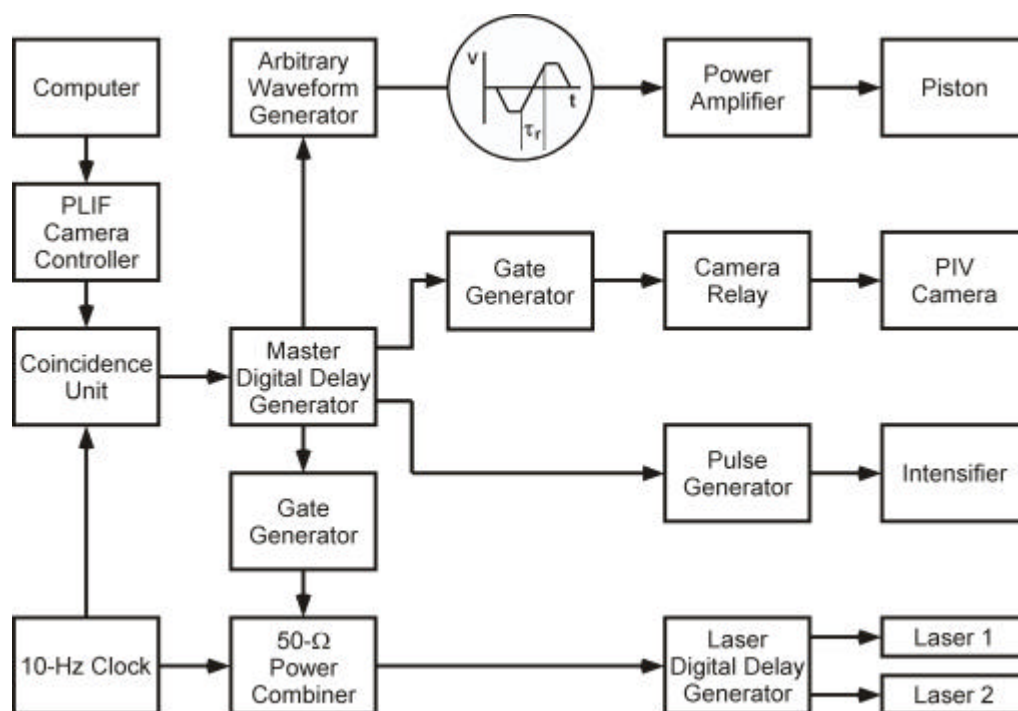 Computer
Arbitrary
Waveform
Generator
V
t
τr
Power
Amplifier
Piston
PLIF
Camera
Controller
Gate
Generator
Camera
Relay
PIV
Camera
Coincidence
Unit
Master
Digital Delay
Generator
Pulse
Generator
Intensifier
Gate
Generator
10-Hz Clock
50-Ω
Power
Combiner
Laser
Digital Delay
Generator
Laser 1
Laser 2